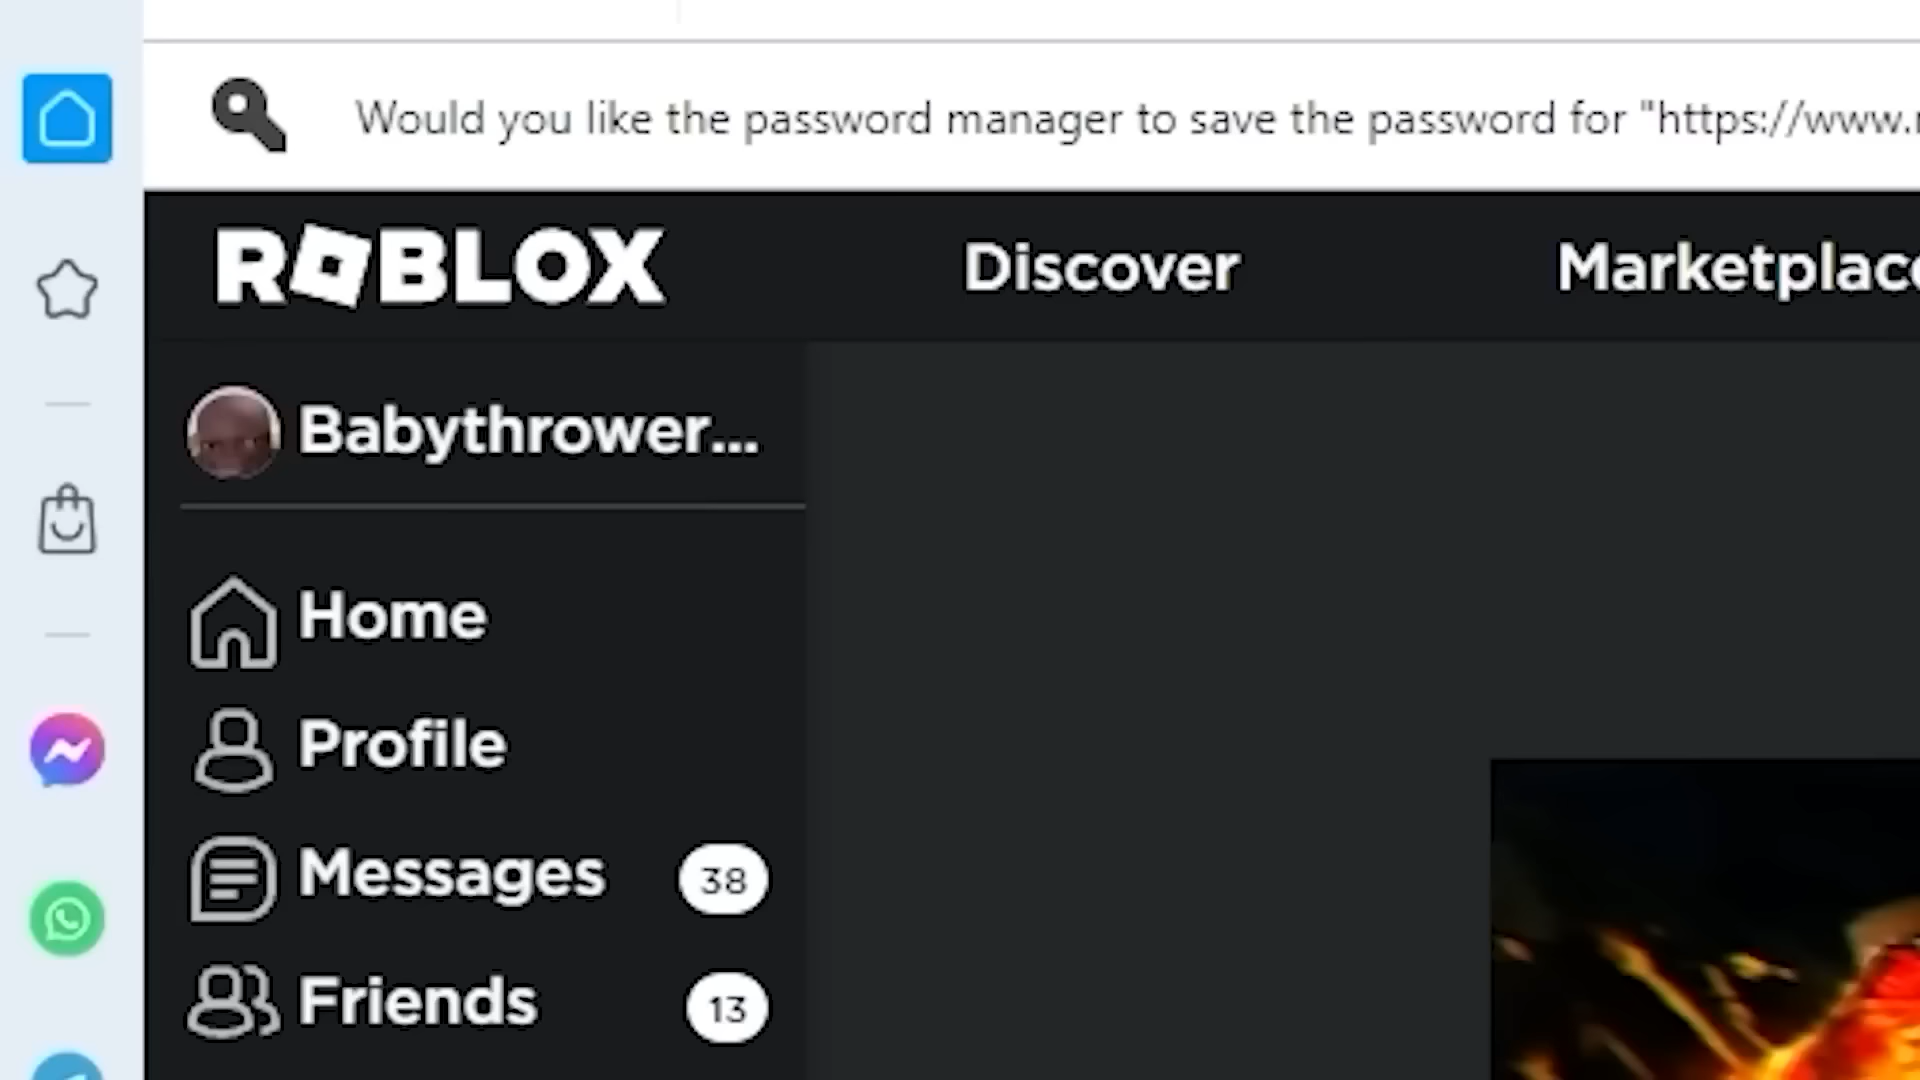 Would you like the password manager to save the password for "https://www.
ROBLOX
Discover
Marketplace
Babythrower...
Home
Profile
Messages
38
Friends
13